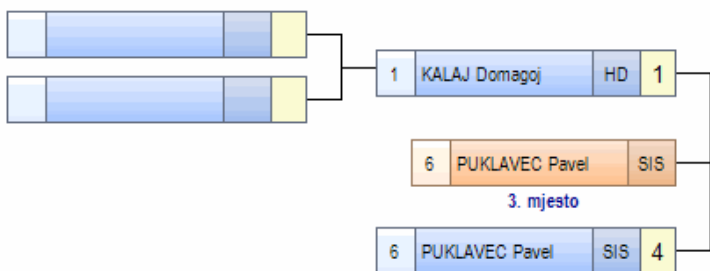 1 KALAJ Domagoj HD 1
6 PUKLAVEC Pavel SIS
3. mjesto
6 PUKLAVEC Pavel SIS 4